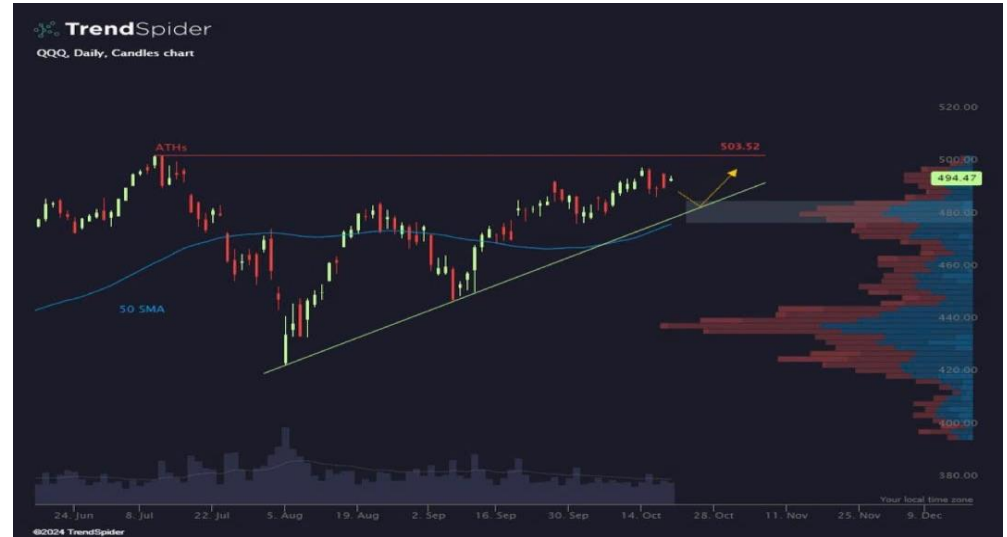 TrendSpider
QQQ, Daily, Candles chart
520.00
ATHs
503.52
500.00
494.47
480.00
460.00
50 SMA
440.00
420.00
400.00
380.00
Your local time zone
24. Jun 8. Jul 22. Jul 5. Aug 19. Aug 2. Sep 16. Sep 30. Sep 14. Oct 28. Oct 11. Nov 25. Nov 9. Dec
©2024 TrendSpider